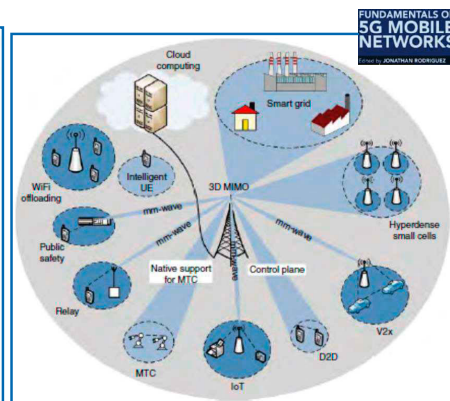 FUNDAMENTALS O
5G MOBILE
NETWORKS
Edited by JONATHAN RODRIGUEZ
Cloud
computing
Smart grid
WiFi
offloading
Intelligent
UE
3D MIMO
Hyperdense
small cells
mm-wave
Public
safety
mm-wave
mm-wave
mm-wave
Native support
for MTC
Control plane
Relay
V2x
MTC
IoT
D2D